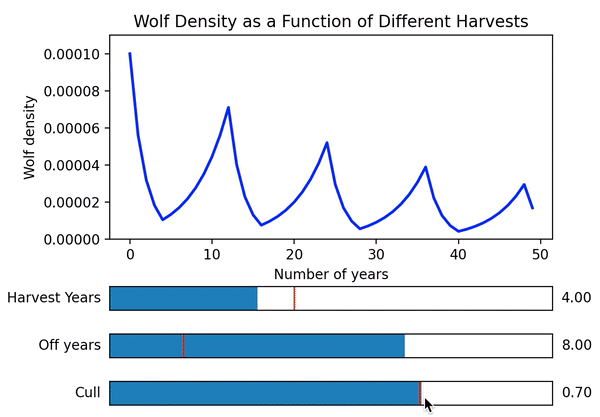 Wolf Density as a Function of Different Harvests
0.00010
0.00008
0.00006
0.00004
0.00002
0.00000
Wolf density
0 10 20 30 40 50
Number of years
Harvest Years 4.00
Off years 8.00
Cull 0.70